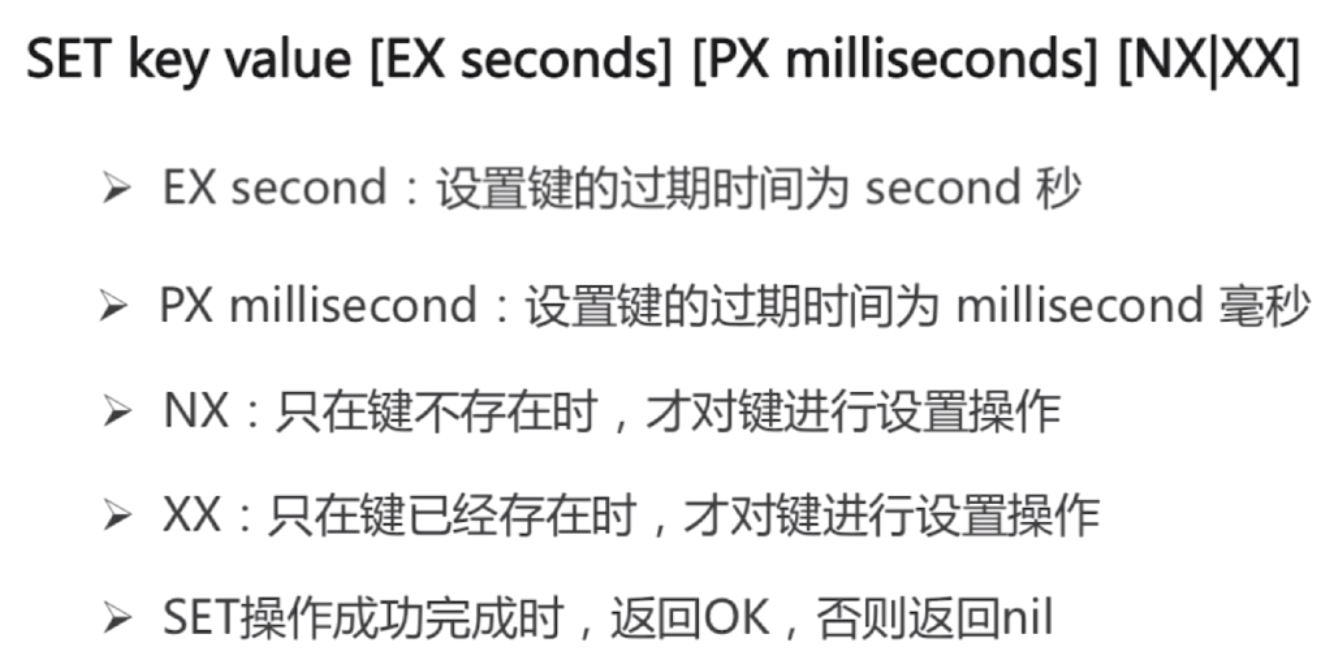 SET key value [EX seconds] [PX milliseconds] [NX|XX]
➢ EX second：设置键的过期时间为 second 秒
➢ PX millisecond：设置键的过期时间为 millisecond 毫秒
➢ NX：只在键不存在时，才对键进行设置操作
➢ XX：只在键已经存在时，才对键进行设置操作
➢ SET操作成功完成时，返回OK，否则返回nil